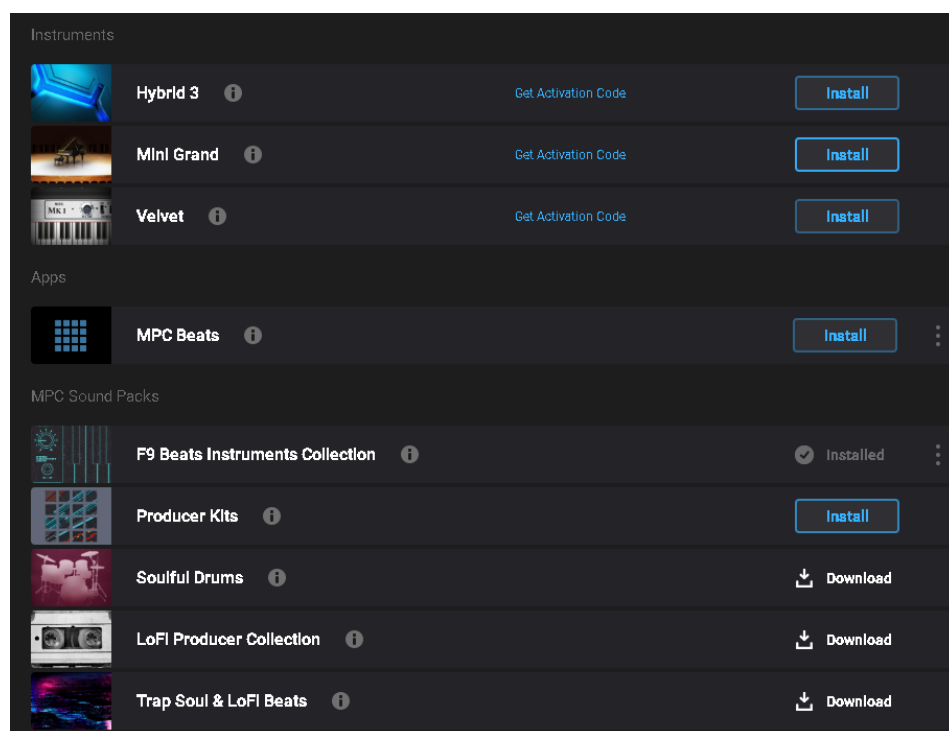 Instruments
Hybrid 3 Get Activation Code Install
Mini Grand Get Activation Code Install
MK I
Velvet Get Activation Code Install
Apps
MPC Beats Install
MPC Sound Packs
F9 Beats Instruments Collection Installed
Producer Kits Install
Soulful Drums Download
LoFI Producer Collection Download
Trap Soul & LoFI Beats Download